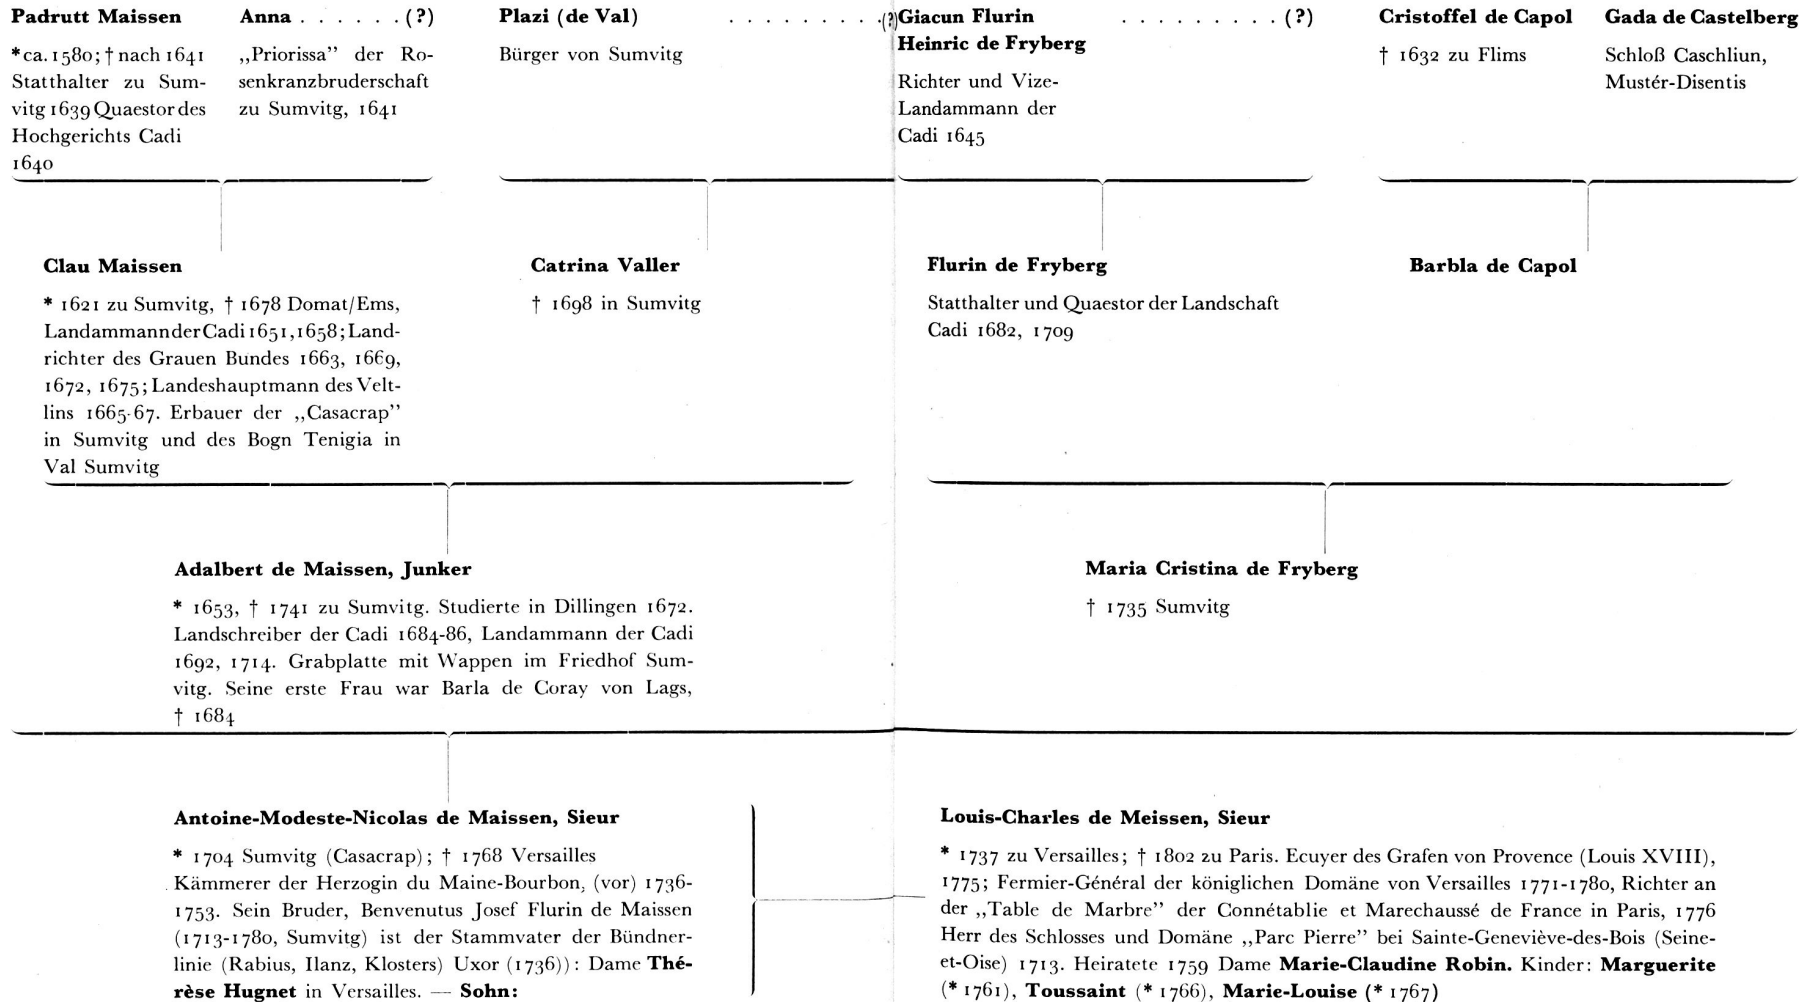 Padrutt Maissen
*ca. 1580; † nach 1641
Statthalter zu Sum-
vitg 1639 Quaestor des
Hochgerichts Cadi
1640
Anna . . . . . . (?)
,,Priorissa” der Ro-
senkranzbruderschaft
zu Sumvitg, 1641
Plazi (de Val)
Bürger von Sumvitg
. . . . . . . . . (?)
Giacun Flurin
Heinric de Fryberg
Richter und Vize-
Landammann der
Cadi 1645
. . . . . . . . . (?)
Cristoffel de Capol
† 1632 zu Flims
Gada de Castelberg
Schloß Caschliun,
Mustér-Disentis
Clau Maissen
* 1621 zu Sumvitg, † 1678 Domat/Ems,
Landammann der Cadi 1651, 1658; Land-
richter des Grauen Bundes 1663, 1669,
1672, 1675; Landeshauptmann des Velt-
lins 1665-67. Erbauer der ,,Casacrap”
in Sumvitg und des Bogn Tenigia in
Val Sumvitg
Catrina Valler
† 1698 in Sumvitg
Flurin de Fryberg
Statthalter und Quaestor der Landschaft
Cadi 1682, 1709
Barbla de Capol
Adalbert de Maissen, Junker
* 1653, † 1741 zu Sumvitg. Studierte in Dillingen 1672.
Landschreiber der Cadi 1684-86, Landammann der Cadi
1692, 1714. Grabplatte mit Wappen im Friedhof Sum-
vitg. Seine erste Frau war Barla de Coray von Lags,
† 1684
Maria Cristina de Fryberg
† 1735 Sumvitg
Antoine-Modeste-Nicolas de Maissen, Sieur
* 1704 Sumvitg (Casacrap); † 1768 Versailles
Kämmerer der Herzogin du Maine-Bourbon, (vor) 1736-
1753. Sein Bruder, Benvenutus Josef Flurin de Maissen
(1713-1780, Sumvitg) ist der Stammvater der Bündner-
linie (Rabius, Ilanz, Klosters) Uxor (1736)): Dame Thé-
rèse Hugnet in Versailles. — Sohn:
Louis-Charles de Meissen, Sieur
* 1737 zu Versailles; † 1802 zu Paris. Ecuyer des Grafen von Provence (Louis XVIII),
1775; Fermier-Général der königlichen Domäne von Versailles 1771-1780, Richter an
der ,,Table de Marbre” der Connétablie et Marechaussé de France in Paris, 1776
Herr des Schlosses und Domäne ,,Parc Pierre” bei Sainte-Geneviève-des-Bois (Seine-
et-Oise) 1713. Heiratete 1759 Dame Marie-Claudine Robin. Kinder: Marguerite
(* 1761), Toussaint (* 1766), Marie-Louise (* 1767)